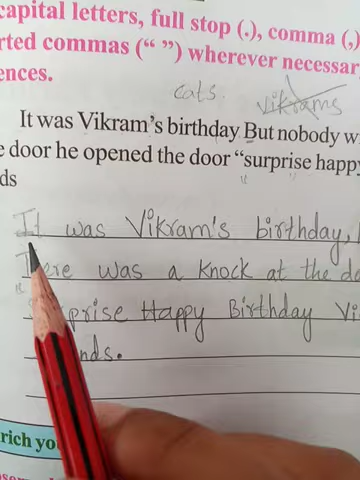 capital letters, full stop (.), comma (,)
rted commas (“ ”) wherever necessar
ences.
cats. vikrams
It was Vikram's birthday But nobody w
e door he opened the door “surprise happy
ds
It was Vikram's birthday,
There was a knock at the do
prise Happy Birthday Vi
nds.
rich yo